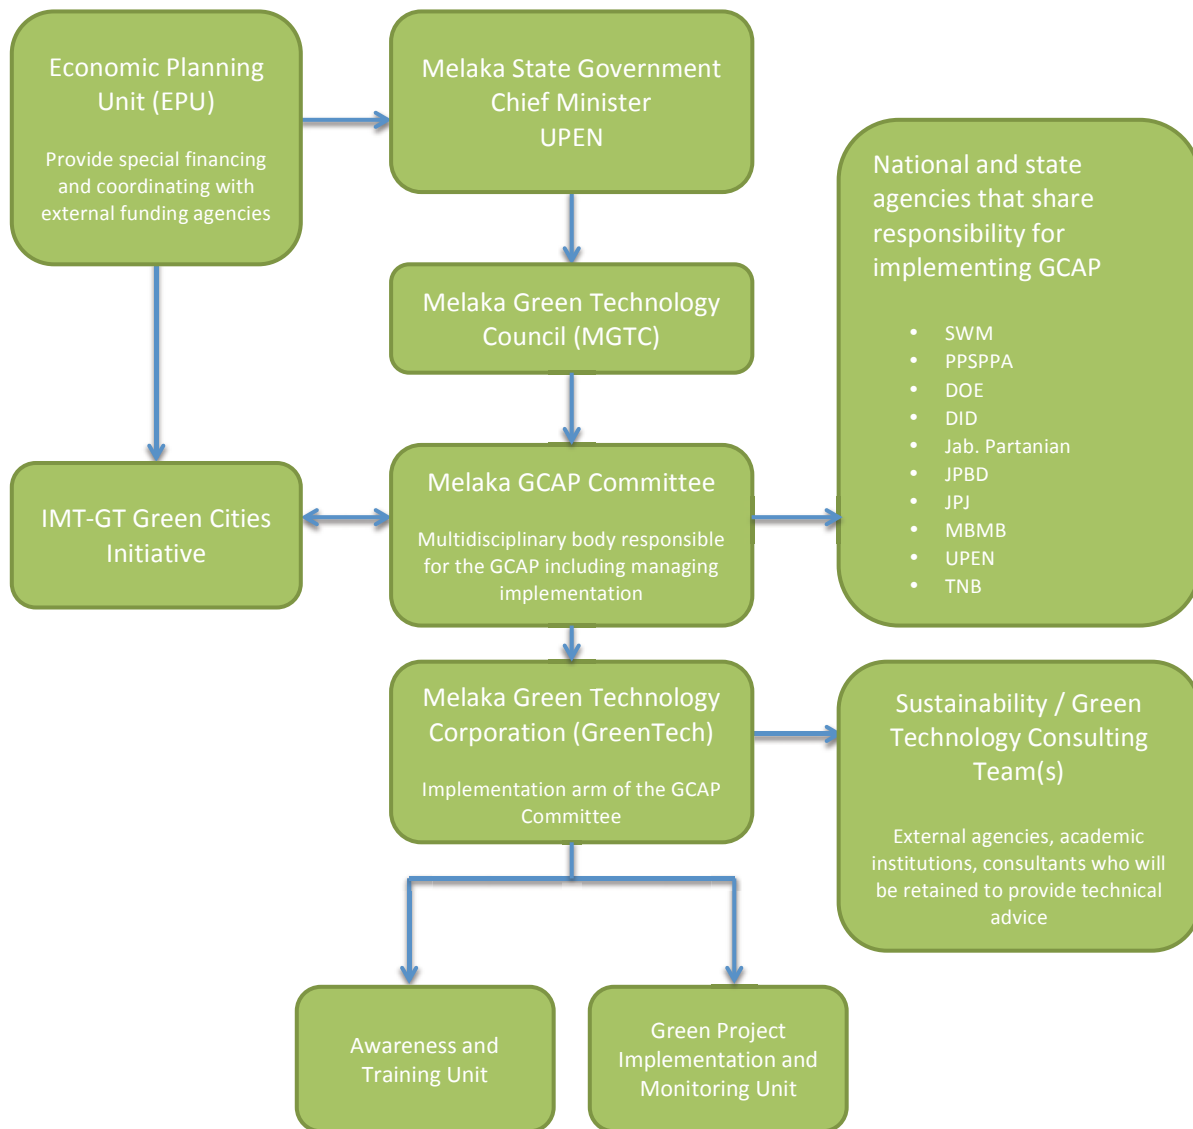 Economic Planning
Unit (EPU)
Provide special financing
and coordinating with
external funding agencies
Melaka State Government
Chief Minister
UPEN
National and state
agencies that share
responsibility for
implementing GCAP
• SWM
• PPSPPA
• DOE
• DID
• Jab. Partanian
• JPBD
• JPJ
• MBMB
• UPEN
• TNB
Melaka Green Technology
Council (MGTC)
IMT-GT Green Cities
Initiative
Melaka GCAP Committee
Multidisciplinary body responsible
for the GCAP including managing
implementation
Melaka Green Technology
Corporation (GreenTech)
Implementation arm of the GCAP
Committee
Sustainability / Green
Technology Consulting
Team(s)
External agencies, academic
institutions, consultants who will
be retained to provide technical
advice
Awareness and
Training Unit
Green Project
Implementation and
Monitoring Unit